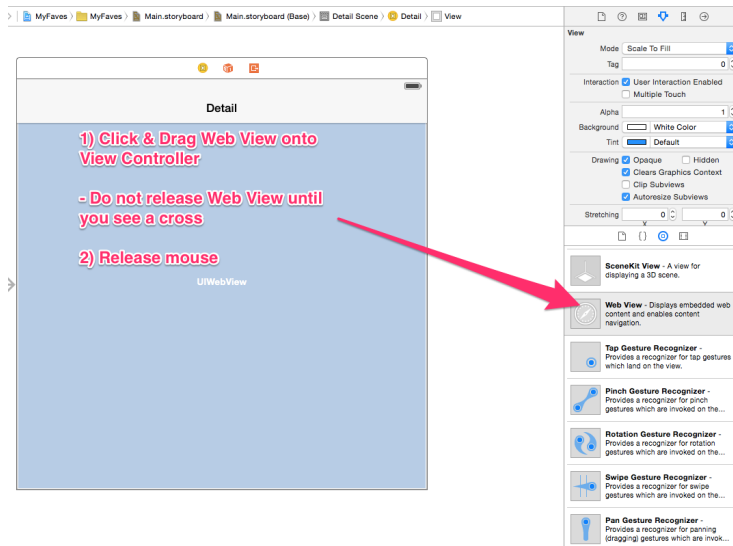 MyFaves 〉 MyFaves 〉 Main.storyboard 〉 Main.storyboard (Base) 〉 Detail Scene 〉 Detail 〉 View
View
Mode Scale To Fill
Tag 0
Interaction User Interaction Enabled
Multiple Touch
Alpha 1
Background White Color
Tint Default
Drawing Opaque Hidden
Clears Graphics Context
Clip Subviews
Autoresize Subviews
Stretching 0 0
X Y
Detail
1) Click & Drag Web View onto
View Controller
- Do not release Web View until
you see a cross
2) Release mouse
UIWebView
SceneKit View - A view for
displaying a 3D scene.
Web View - Displays embedded web
content and enables content
navigation.
Tap Gesture Recognizer -
Provides a recognizer for tap gestures
which land on the view.
Pinch Gesture Recognizer -
Provides a recognizer for pinch
gestures which are invoked on the...
Rotation Gesture Recognizer -
Provides a recognizer for rotation
gestures which are invoked on the...
Swipe Gesture Recognizer -
Provides a recognizer for swipe
gestures which are invoked on the...
Pan Gesture Recognizer -
Provides a recognizer for panning
(dragging) gestures which are invok...